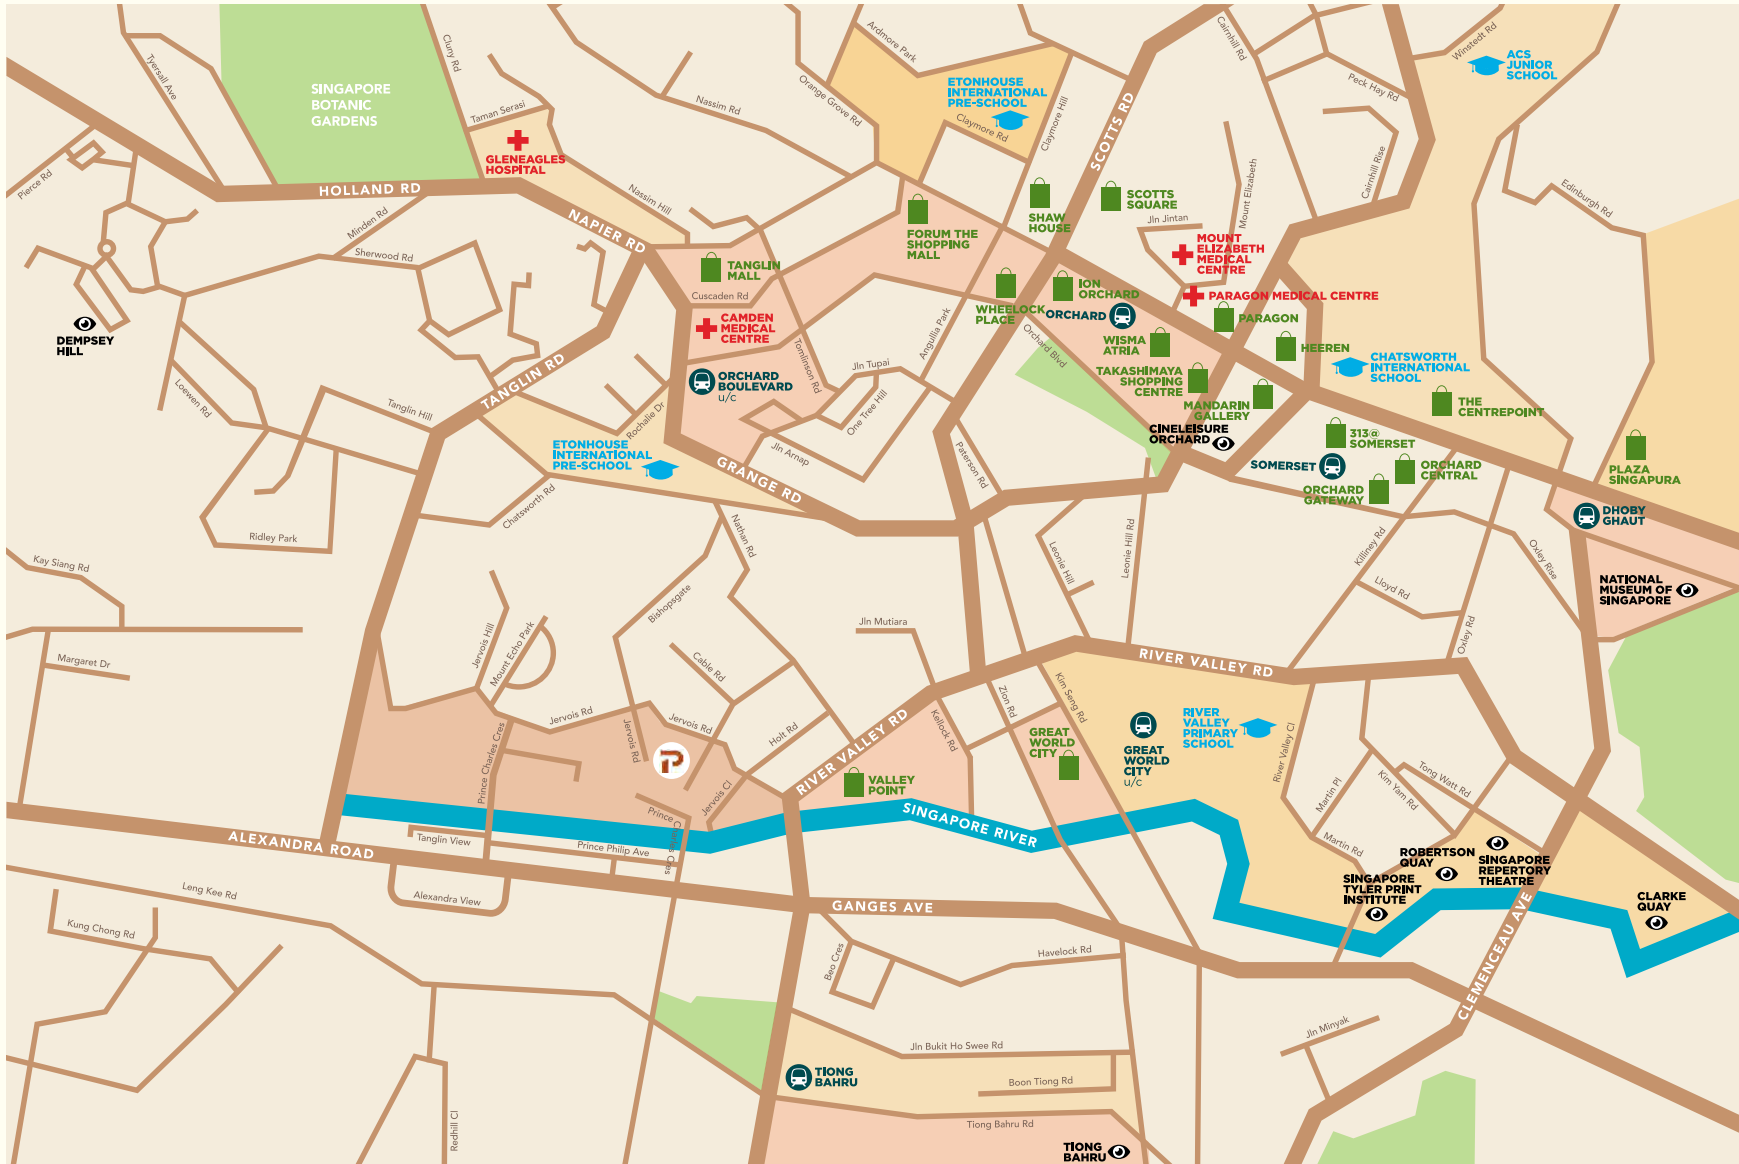 SINGAPORE
BOTANIC
GARDENS
Tyersall Ave
Cluny Rd
Taman Serasi
GLENEAGLES
HOSPITAL
HOLLAND RD
NAPIER RD
Nassim Rd
Nassim Hill
Orange Grove Rd
Ardmore Park
ETONHOUSE
INTERNATIONAL
PRE-SCHOOL
Claymore Rd
Claymore Hill
SCOTTS RD
Cairnhill Rd
Peck Hay Rd
Winstedt Rd
ACS
JUNIOR
SCHOOL
Pierce Rd
Minden Rd
Sherwood Rd
DEMPSEY
HILL
Loewen Rd
Tanglin Hill
TANGLIN RD
Ridley Park
Kay Siang Rd
Margaret Dr
TANGLIN
MALL
Cuscaden Rd
CAMDEN
MEDICAL
CENTRE
ORCHARD
BOULEVARD
u/c
Tomlinson Rd
FORUM THE
SHOPPING
MALL
SHAW
HOUSE
SCOTTS
SQUARE
Jln Jintan
Mount Elizabeth
Cairnhill Rise
Edinburgh Rd
MOUNT
ELIZABETH
MEDICAL
CENTRE
PARAGON MEDICAL CENTRE
PARAGON
WHEELOCK
PLACE
ION
ORCHARD
ORCHARD
WISMA
ATRIA
HEEREN
CHATSWORTH
INTERNATIONAL
SCHOOL
TAKASHIMAYA
SHOPPING
CENTRE
MANDARIN
GALLERY
CINELEISURE
ORCHARD
THE
CENTREPOINT
313@
SOMERSET
SOMERSET
ORCHARD
CENTRAL
ORCHARD
GATEWAY
PLAZA
SINGAPURA
DHOBY
GHAUT
NATIONAL
MUSEUM OF
SINGAPORE
Orchard Blvd
Angullia Park
Jln Tupai
One Tree Hill
Jln Arnap
Paterson Rd
Rochalie Dr
ETONHOUSE
INTERNATIONAL
PRE-SCHOOL
GRANGE RD
Chatsworth Rd
Nathan Rd
Bishopsgate
Leonie Hill
Leonie Hill Rd
Killiney Rd
Lloyd Rd
Oxley Rise
Oxley Rd
Jln Mutiara
Jervois Hill
Mount Echo Park
Cable Rd
Jervois Rd
Jervois Rd
Jervois Rd
Holt Rd
Prince Charles Cres
Jervois Cl
Prince Charles Cres
P
RIVER VALLEY RD
RIVER VALLEY RD
Kellock Rd
Zion Rd
Kim Seng Rd
VALLEY
POINT
GREAT
WORLD
CITY
GREAT
WORLD
CITY
u/c
RIVER
VALLEY
PRIMARY
SCHOOL
River Valley Cl
Martin Pl
Kim Yam Rd
Tong Watt Rd
Martin Rd
SINGAPORE RIVER
ROBERTSON
QUAY
SINGAPORE
REPERTORY
THEATRE
SINGAPORE
TYLER PRINT
INSTITUTE
CLARKE
QUAY
CLEMENCEAU AVE
ALEXANDRA ROAD
Tanglin View
Prince Philip Ave
Alexandra View
Leng Kee Rd
Kung Chong Rd
GANGES AVE
Beo Cres
Havelock Rd
Jln Minyak
Jln Bukit Ho Swee Rd
Boon Tiong Rd
Tiong Bahru Rd
TIONG
BAHRU
TIONG
BAHRU
Redhill Cl